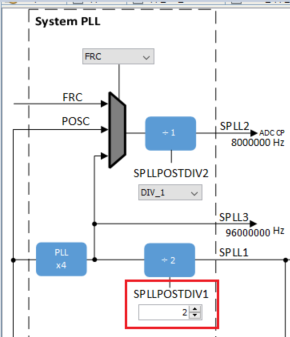 System PLL
FRC
FRC
POSC
÷ 1
SPLL2
ADC CP
8000000 Hz
SPLLPOSTDIV2
DIV_1
SPLL3
96000000 Hz
PLL
x4
÷ 2
SPLL1
SPLLPOSTDIV1
2